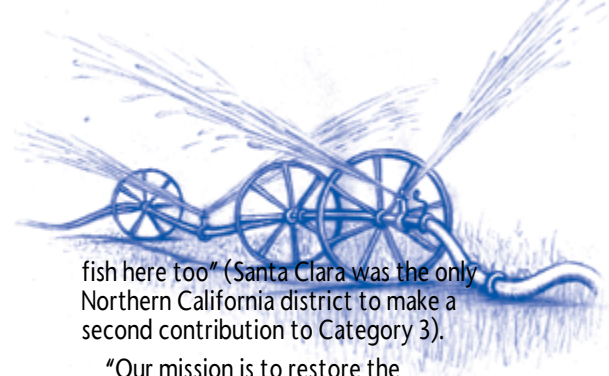 fish here too” (Santa Clara was the only
Northern California district to make a
second contribution to Category 3).
“Our mission is to restore the